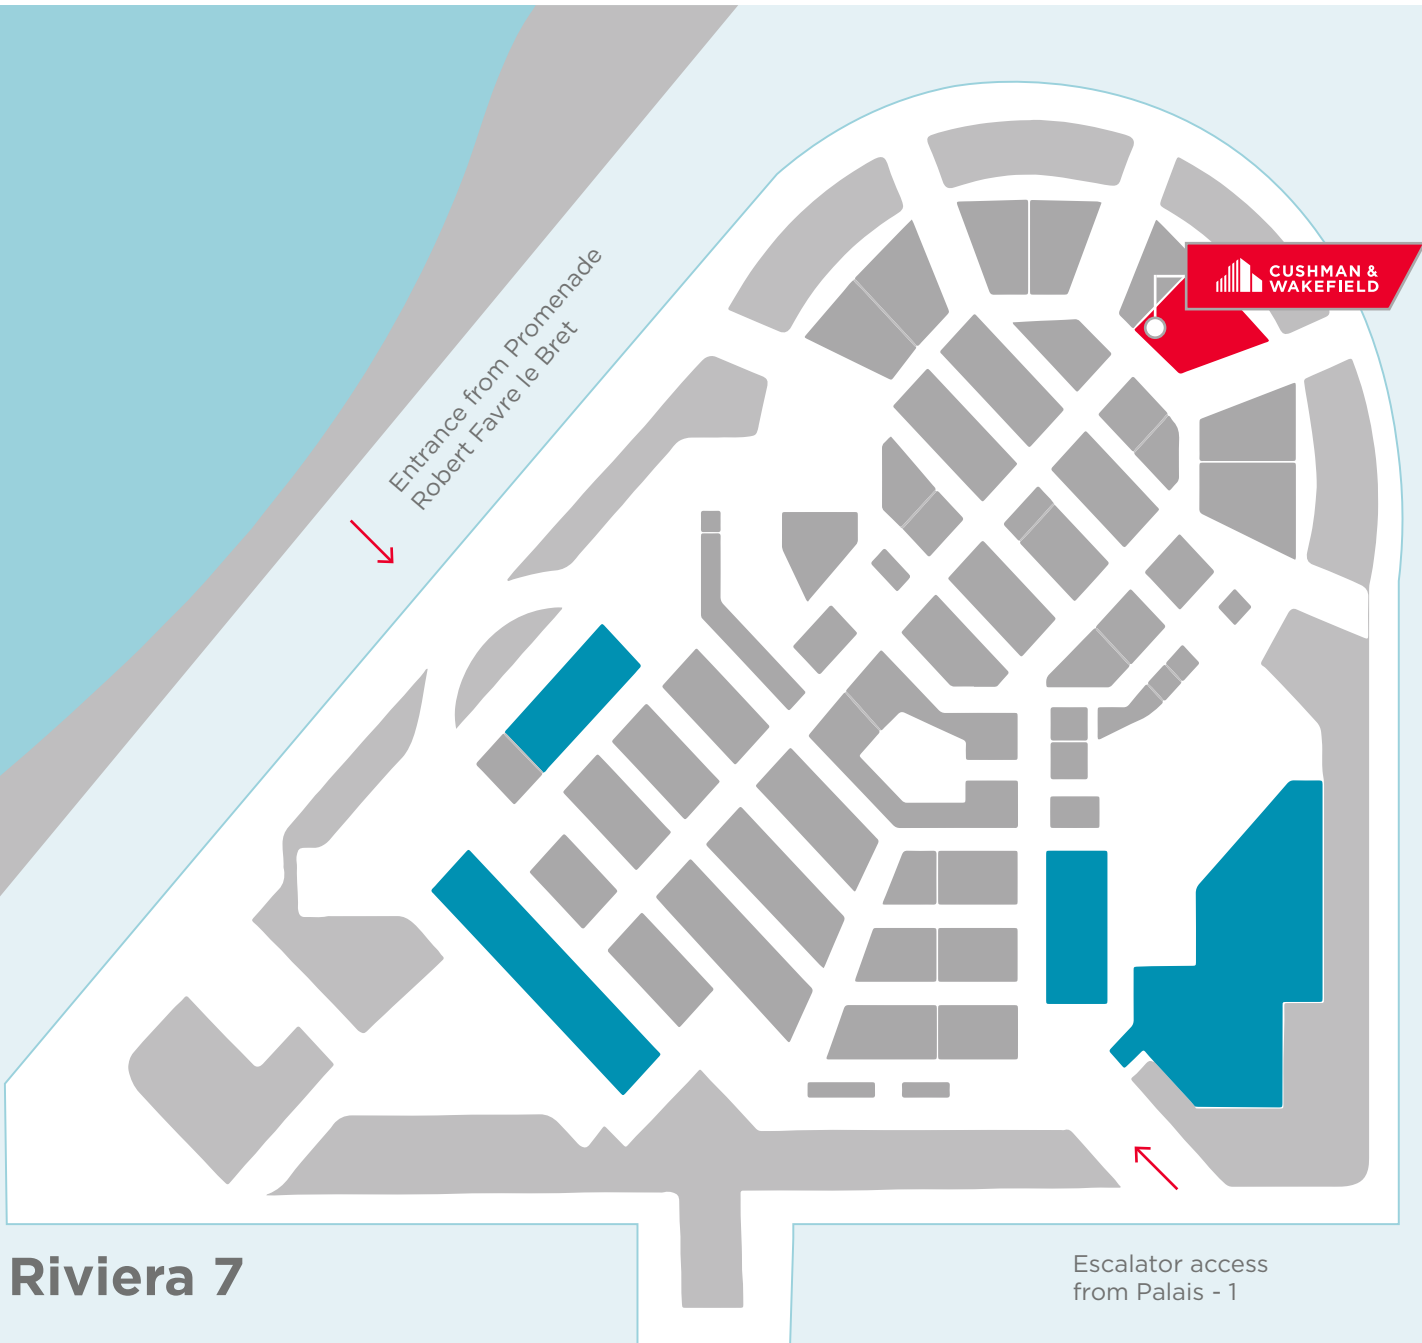 CUSHMAN &
WAKEFIELD
Entrance from Promenade
Robert Favre le Bret
Riviera 7
Escalator access
from Palais - 1